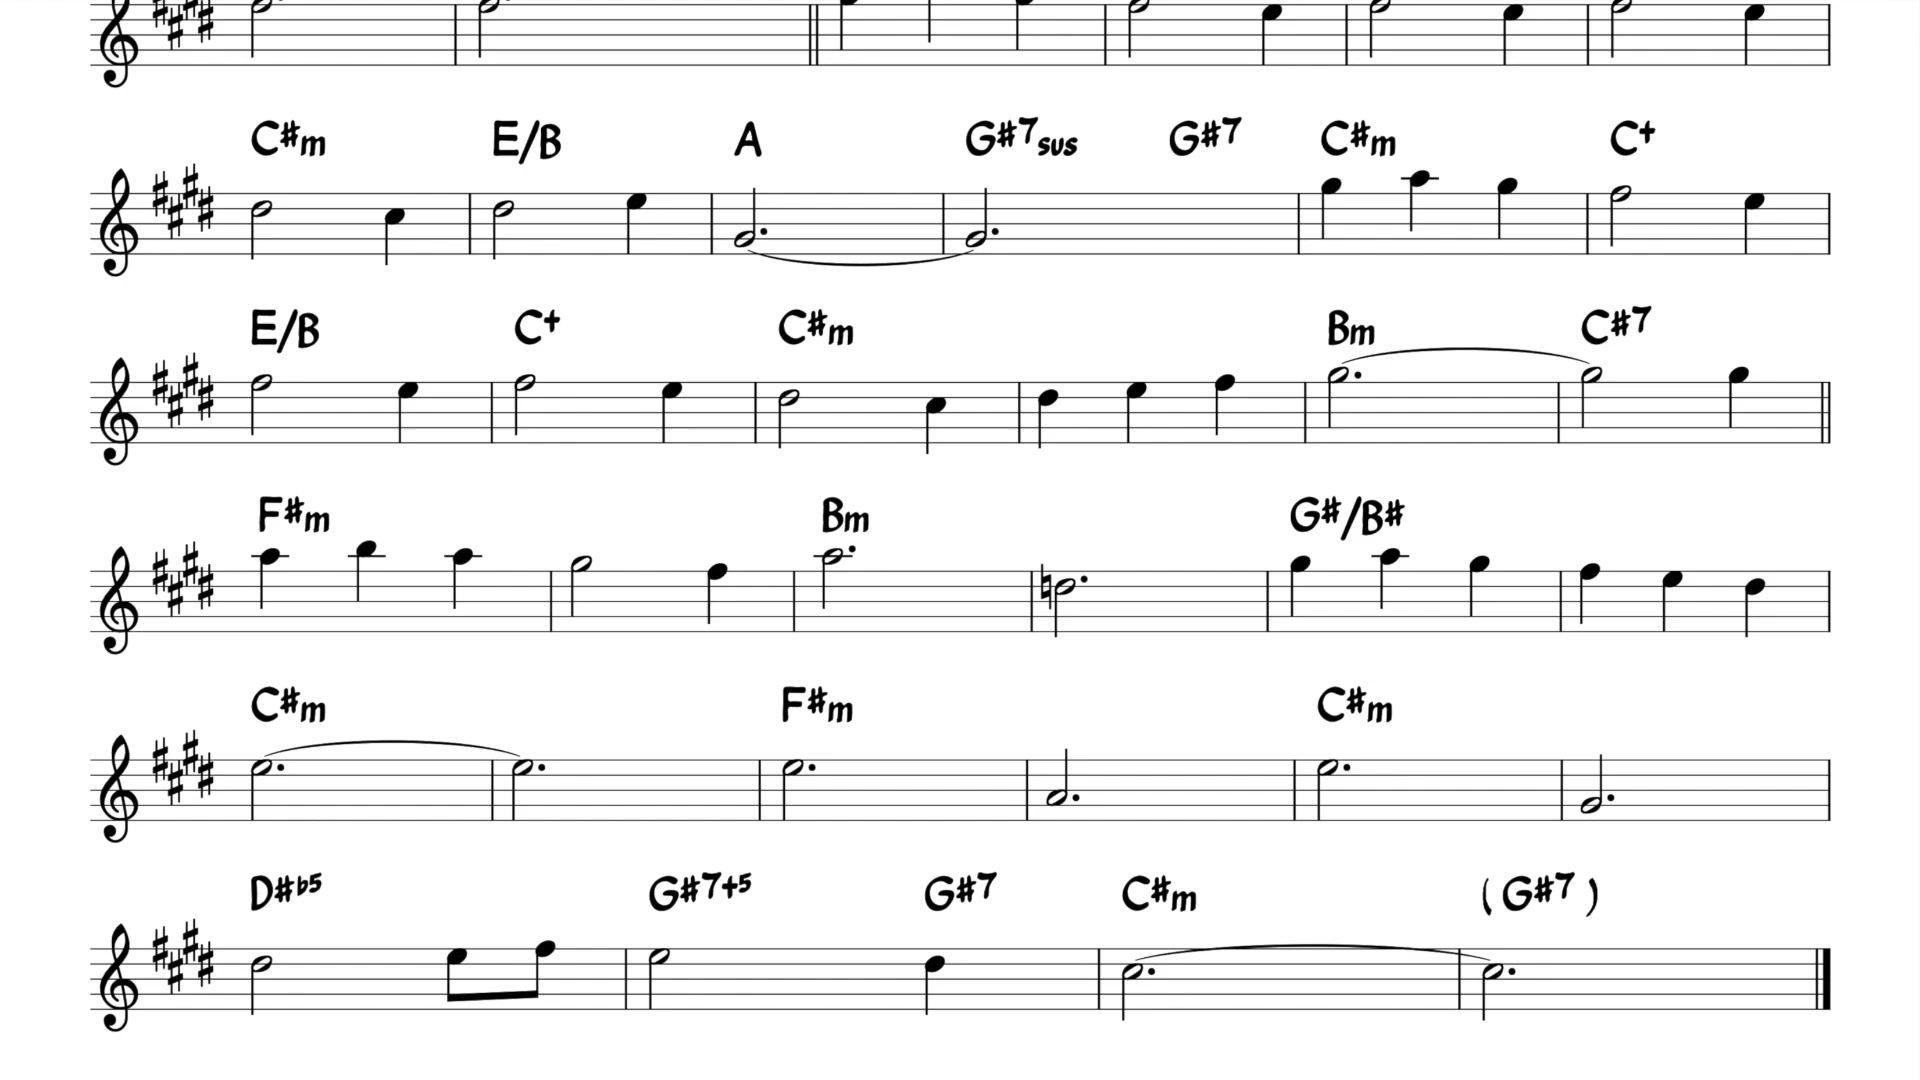 C#m E/B A G#7sus G#7 C#m C+
E/B C+ C#m Bm C#7
F#m Bm G#/B#
C#m F#m C#m
D#b5 G#7+5 G#7 C#m (G#7)